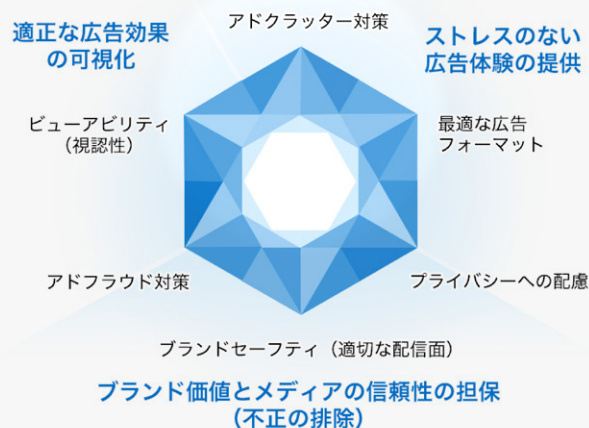 アドクラッター対策
適正な広告効果
の可視化
ストレスのない
広告体験の提供
ビューアビリティ
（視認性）
最適な広告
フォーマット
アドフラウド対策
プライバシーへの配慮
ブランドセーフティ（適切な配信面）
ブランド価値とメディアの信頼性の担保
（不正の排除）